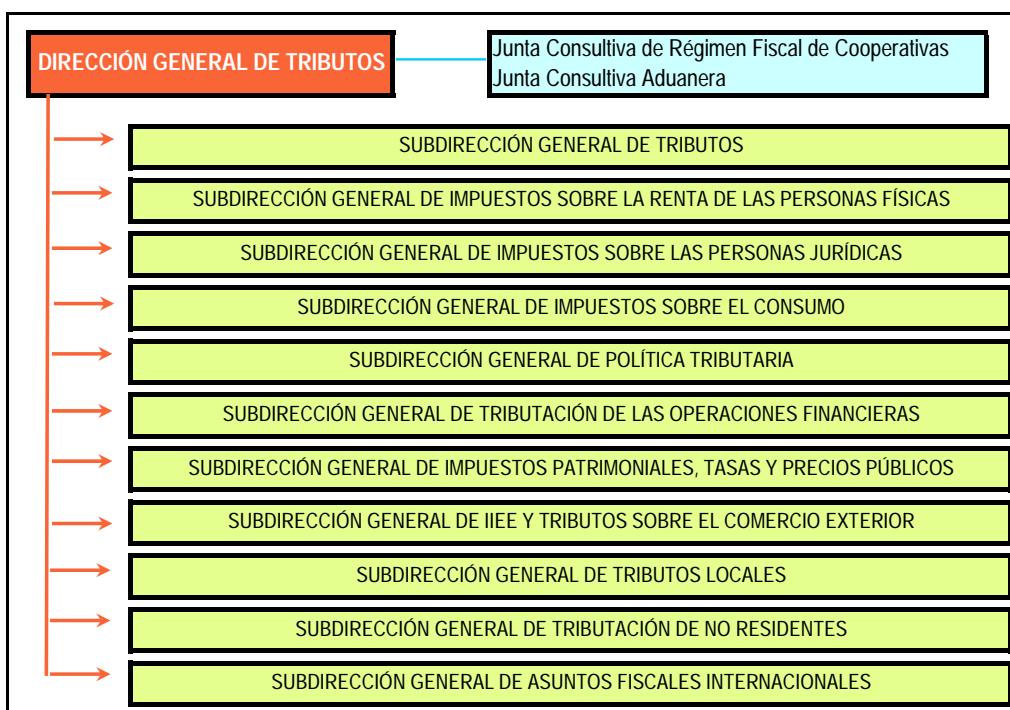 DIRECCIÓN GENERAL DE TRIBUTOS
Junta Consultiva de Régimen Fiscal de Cooperativas
Junta Consultiva Aduanera
SUBDIRECCIÓN GENERAL DE TRIBUTOS
SUBDIRECCIÓN GENERAL DE IMPUESTOS SOBRE LA RENTA DE LAS PERSONAS FÍSICAS
SUBDIRECCIÓN GENERAL DE IMPUESTOS SOBRE LAS PERSONAS JURÍDICAS
SUBDIRECCIÓN GENERAL DE IMPUESTOS SOBRE EL CONSUMO
SUBDIRECCIÓN GENERAL DE POLÍTICA TRIBUTARIA
SUBDIRECCIÓN GENERAL DE TRIBUTACIÓN DE LAS OPERACIONES FINANCIERAS
SUBDIRECCIÓN GENERAL DE IMPUESTOS PATRIMONIALES, TASAS Y PRECIOS PÚBLICOS
SUBDIRECCIÓN GENERAL DE IIEE Y TRIBUTOS SOBRE EL COMERCIO EXTERIOR
SUBDIRECCIÓN GENERAL DE TRIBUTOS LOCALES
SUBDIRECCIÓN GENERAL DE TRIBUTACIÓN DE NO RESIDENTES
SUBDIRECCIÓN GENERAL DE ASUNTOS FISCALES INTERNACIONALES